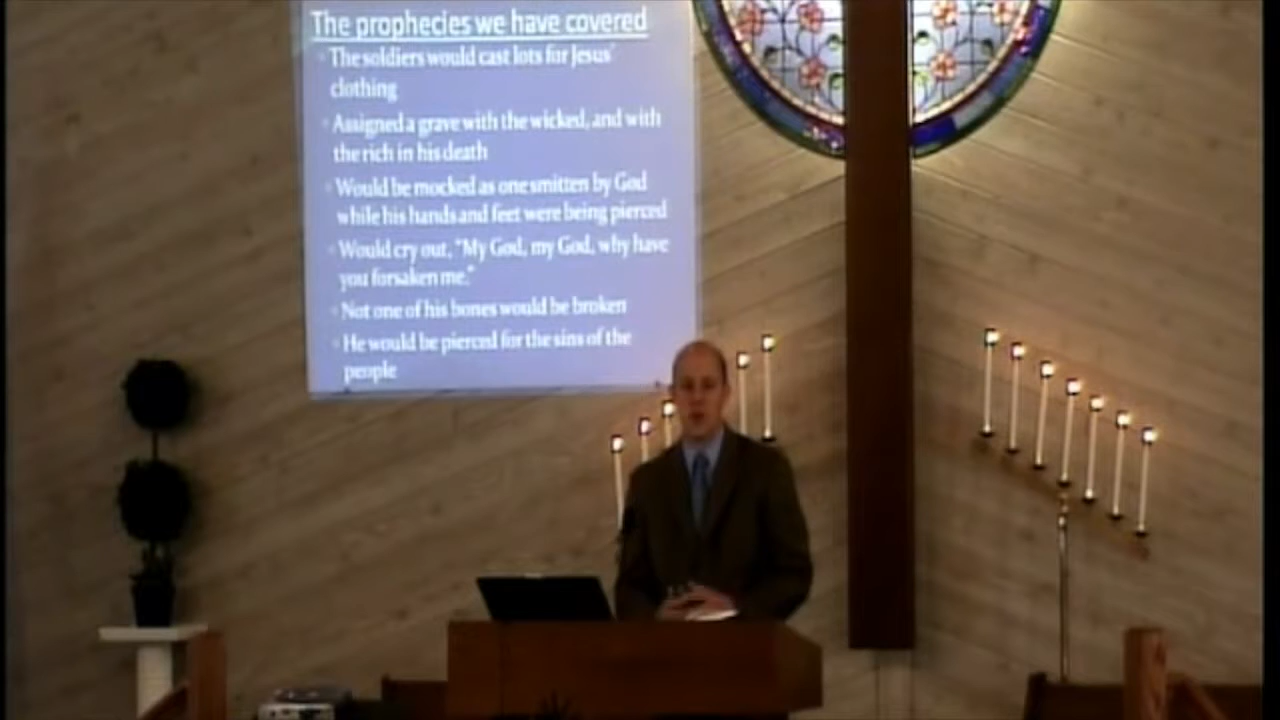 The prophecies we have covered
The soldiers would cast lots for Jesus'
clothing
Assigned a grave with the wicked, and with
the rich in his death
Would be mocked as one smitten by God
while his hands and feet were being pierced
Would cry out, "My God, my God, why have
you forsaken me."
Not one of his bones would be broken
He would be pierced for the sins of the
people